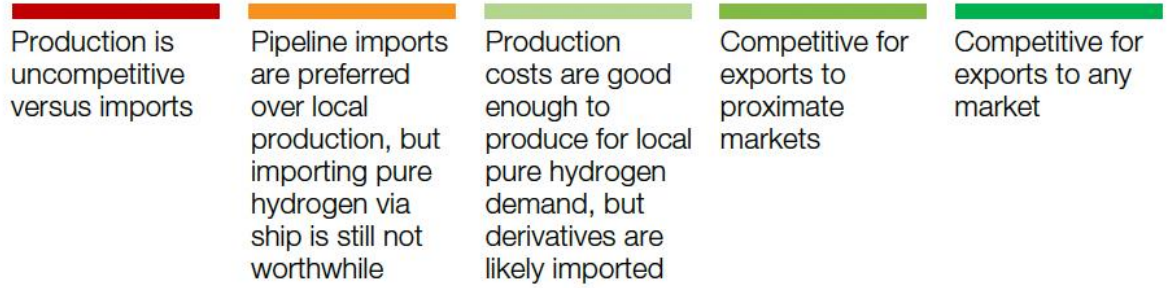 Production is
uncompetitive
versus imports
Pipeline imports
are preferred
over local
production, but
importing pure
hydrogen via
ship is still not
worthwhile
Production
costs are good
enough to
produce for local
pure hydrogen
demand, but
derivatives are
likely imported
Competitive for
exports to
proximate
markets
Competitive for
exports to any
market